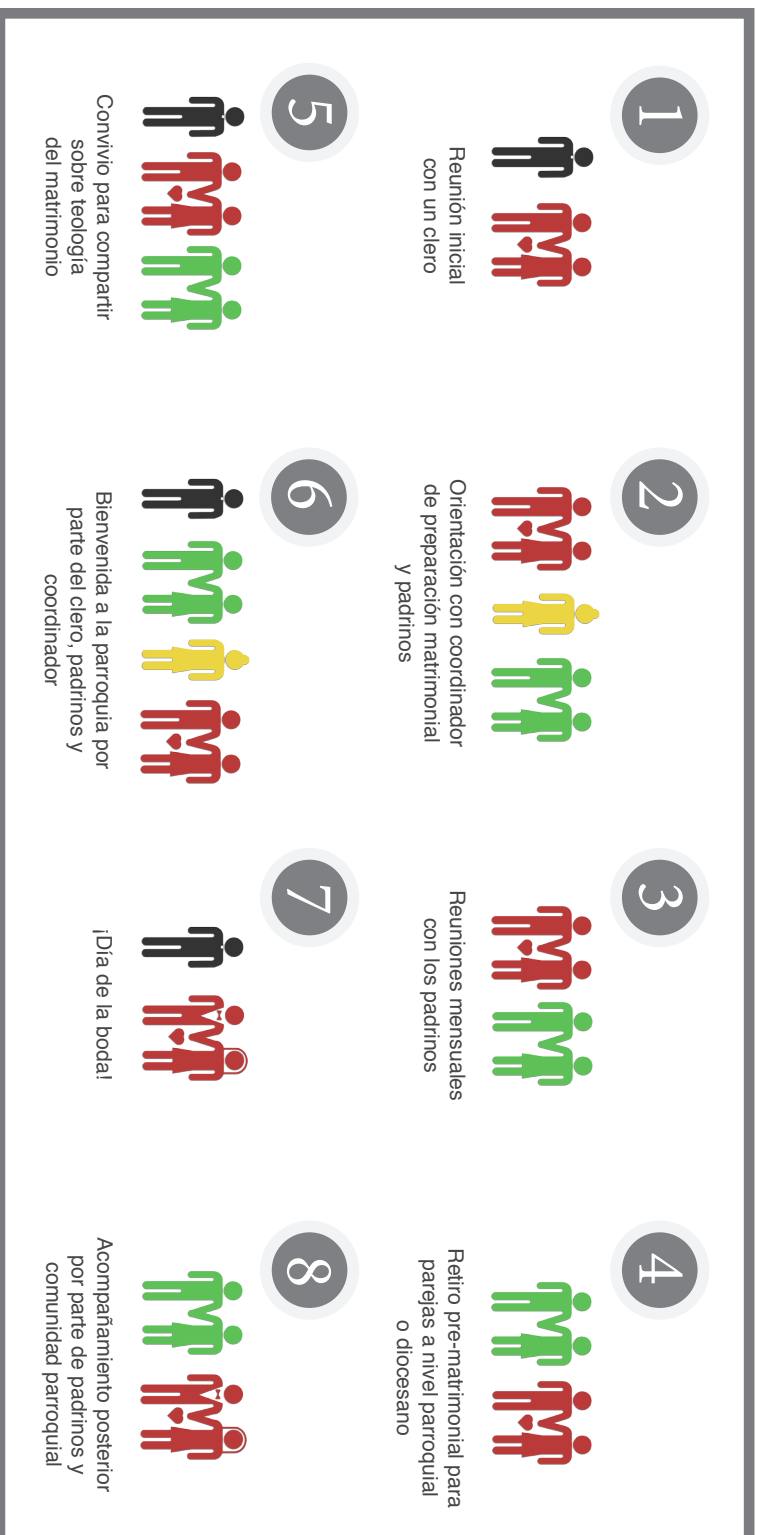 1
Reunión inicial
con un clero
2
Orientación con coordinador
de preparación matrimonial
y padrinos
3
Reuniones mensuales
con los padrinos
4
Retiro pre-matrimonial para
parejas a nivel parroquial
o diocesano
5
Convivio para compartir
sobre teología
del matrimonio
6
Bienvenida a la parroquia por
parte del clero, padrinos y
coordinador
7
¡Día de la boda!
8
Acompañamiento posterior
por parte de padrinos y
comunidad parroquial